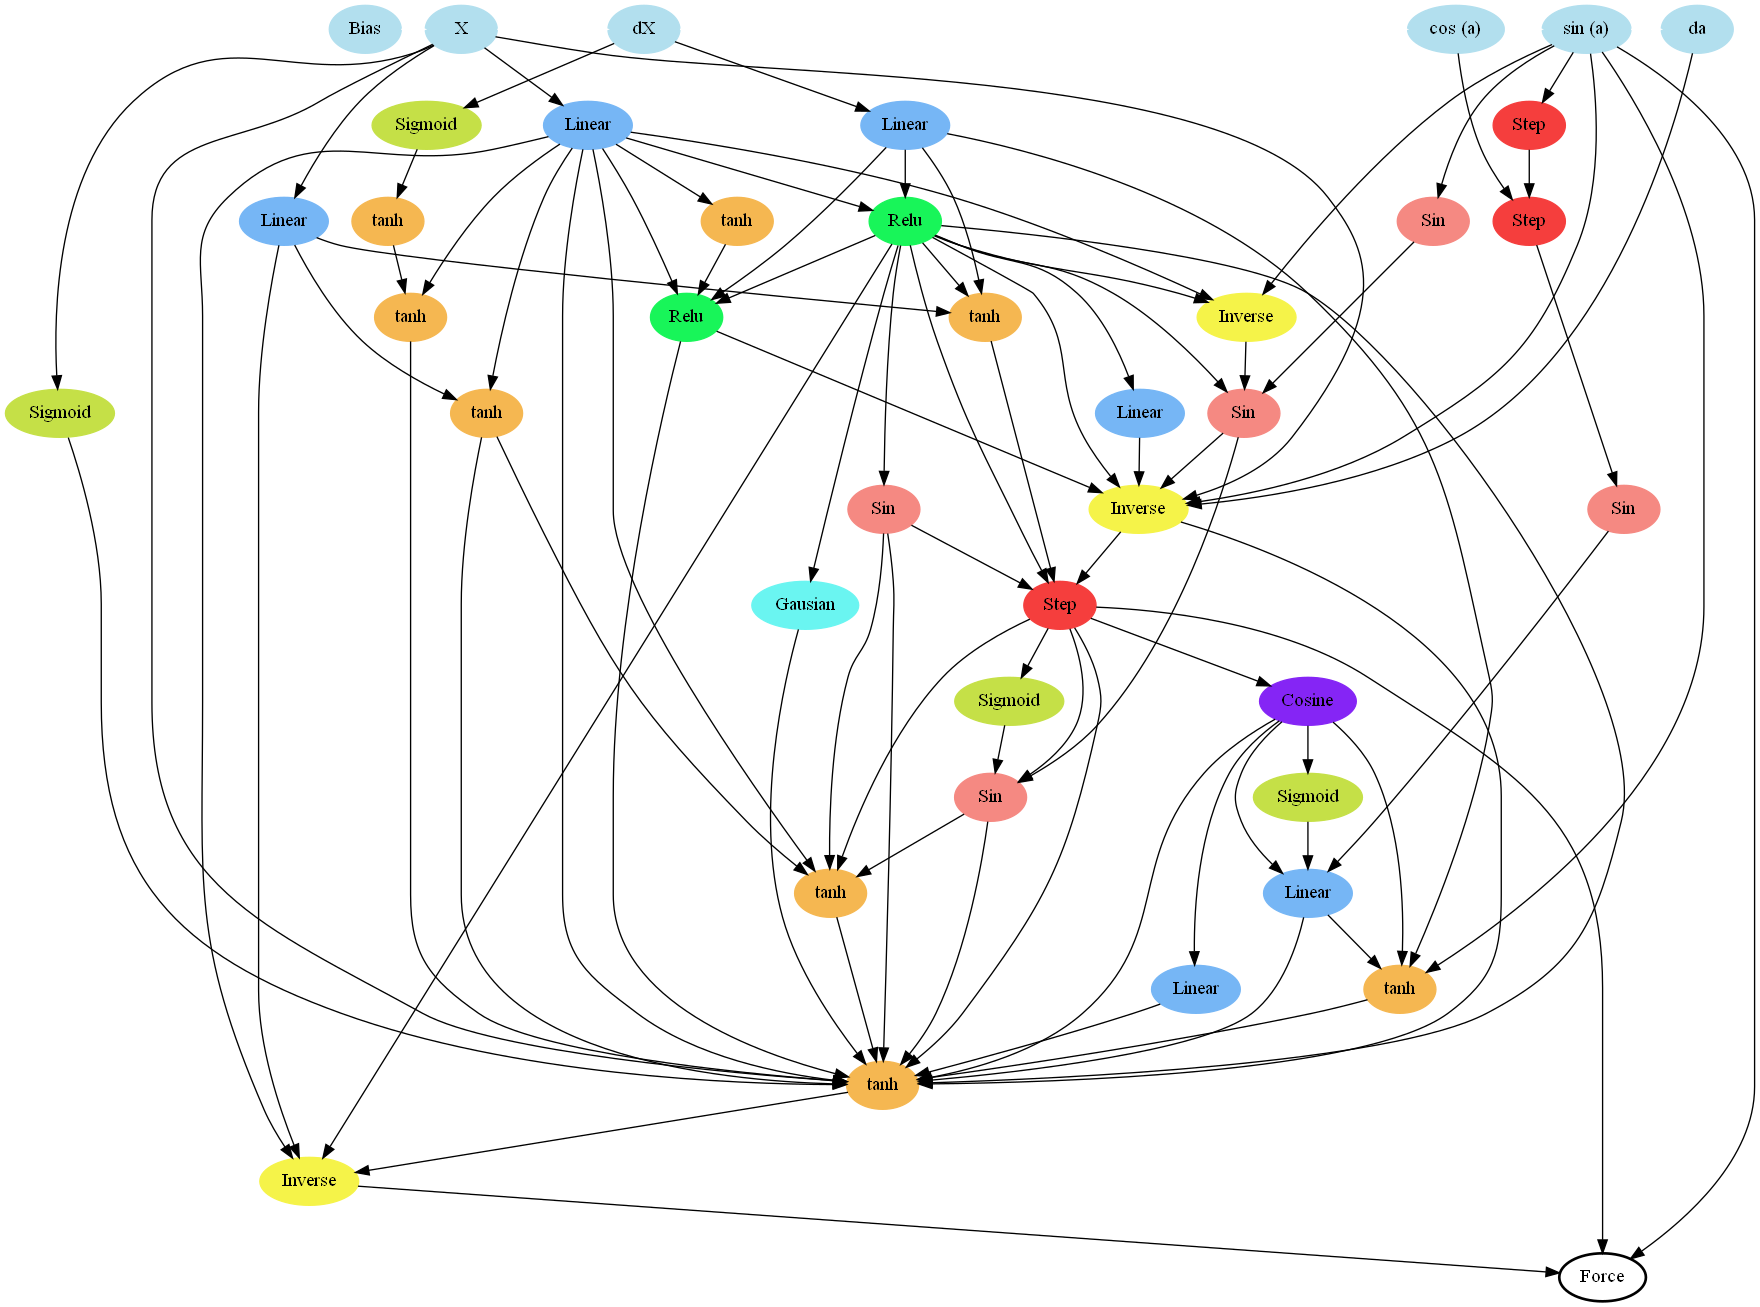 Bias X dX cos (a) sin (a) da
Sigmoid Linear Linear Step
Linear tanh tanh Relu Sin Step
tanh Relu tanh Inverse
Sigmoid tanh Linear Sin
Sin Inverse Sin
Gausian Step
Sigmoid Cosine
Sin Sigmoid
tanh Linear
Linear tanh
tanh
Inverse
Force